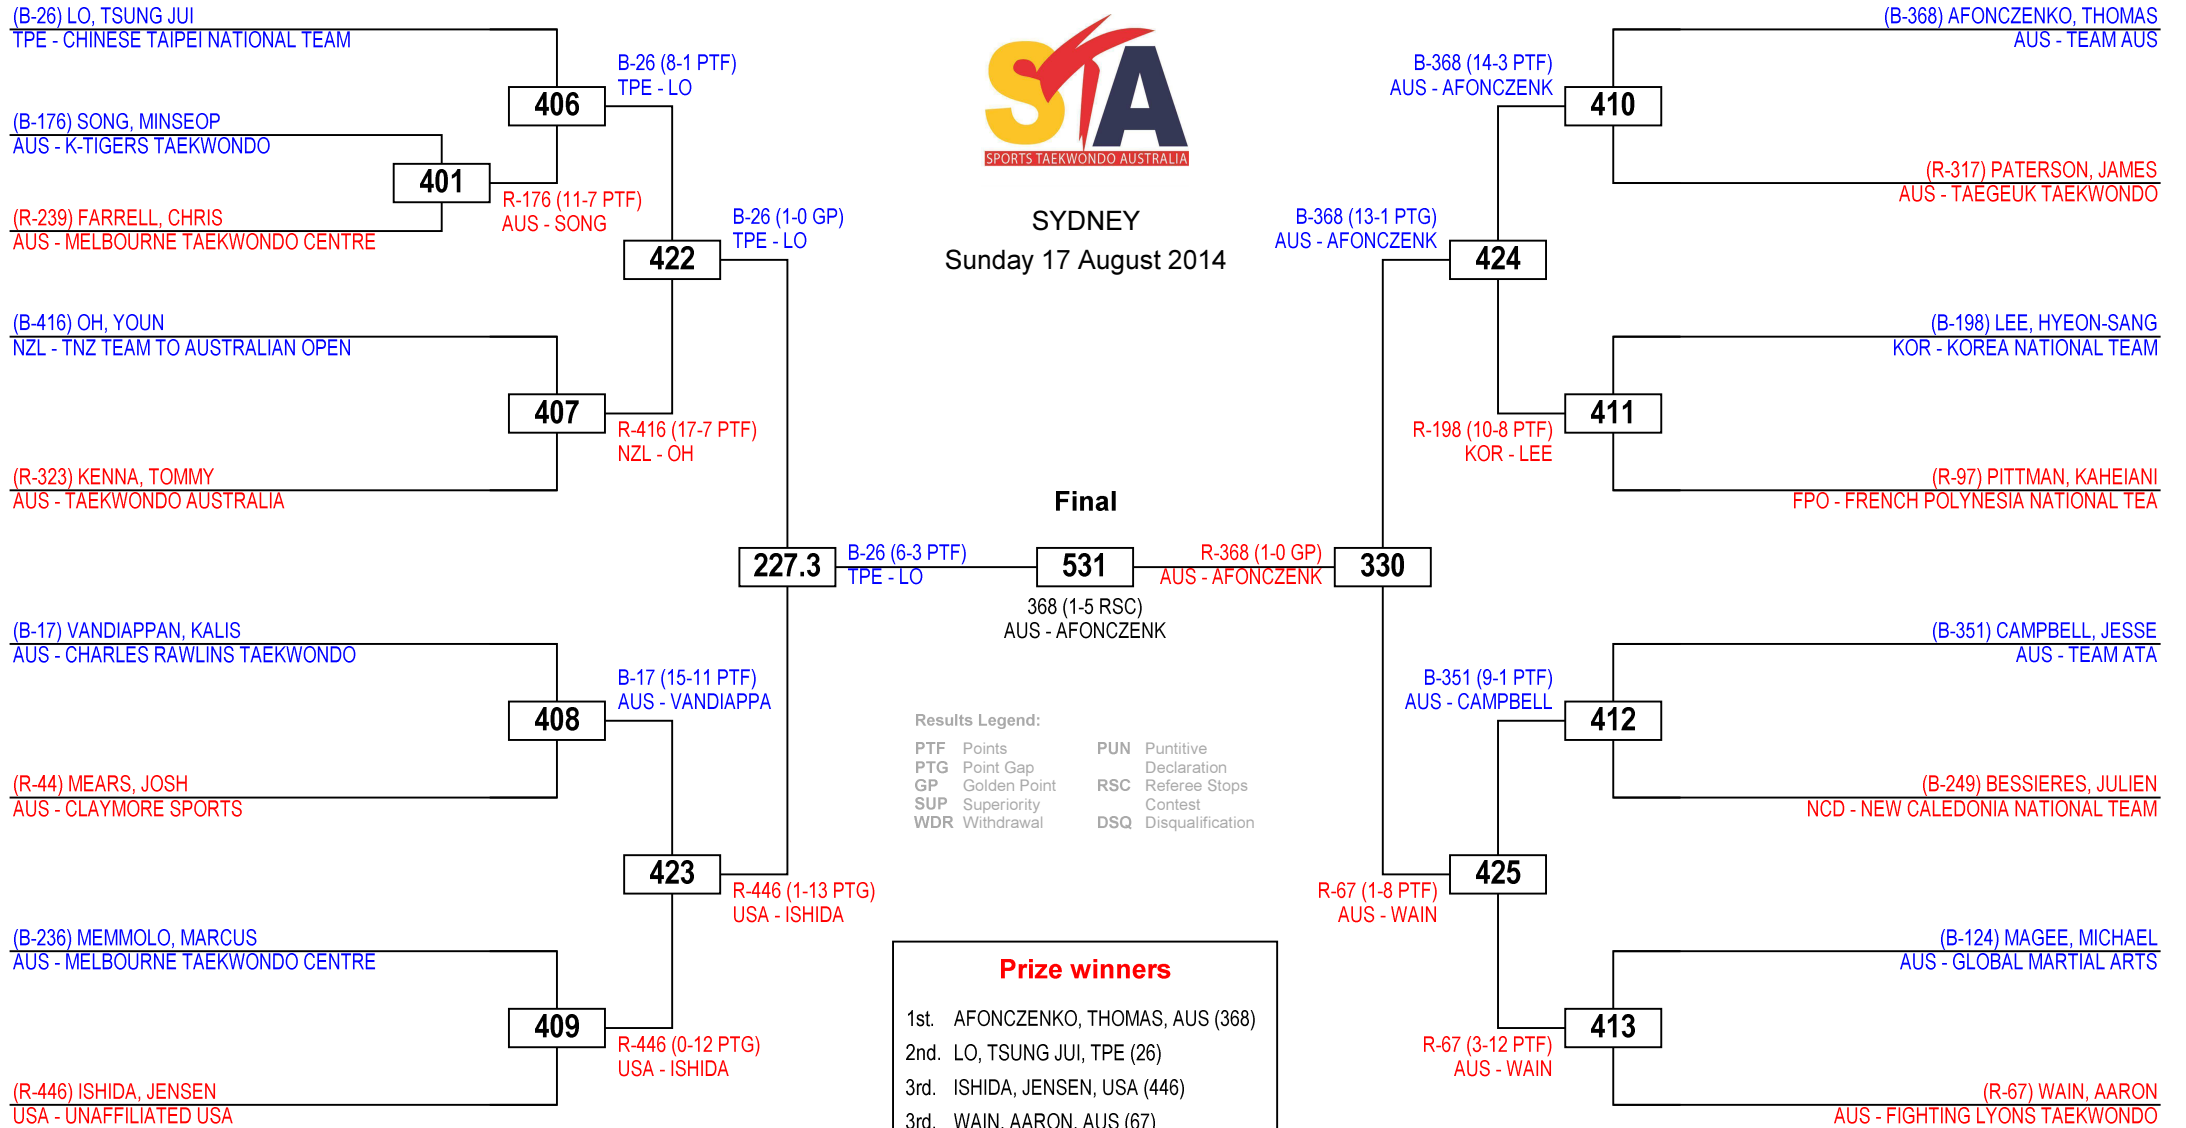 (B-26) LO, TSUNG JUI
TPE - CHINESE TAIPEI NATIONAL TEAM
(B-176) SONG, MINSEOP
AUS - K-TIGERS TAEKWONDO
(R-239) FARRELL, CHRIS
AUS - MELBOURNE TAEKWONDO CENTRE
(B-416) OH, YOUN
NZL - TNZ TEAM TO AUSTRALIAN OPEN
(R-323) KENNA, TOMMY
AUS - TAEKWONDO AUSTRALIA
(B-17) VANDIAPPAN, KALIS
AUS - CHARLES RAWLINS TAEKWONDO
(R-44) MEARS, JOSH
AUS - CLAYMORE SPORTS
(B-236) MEMMOLO, MARCUS
AUS - MELBOURNE TAEKWONDO CENTRE
(R-446) ISHIDA, JENSEN
USA - UNAFFILIATED USA
401
R-176 (11-7 PTF)
AUS - SONG
406
B-26 (8-1 PTF)
TPE - LO
407
R-416 (17-7 PTF)
NZL - OH
408
B-17 (15-11 PTF)
AUS - VANDIAPPA
409
R-446 (0-12 PTG)
USA - ISHIDA
422
B-26 (1-0 GP)
TPE - LO
423
R-446 (1-13 PTG)
USA - ISHIDA
227.3
B-26 (6-3 PTF)
TPE - LO
STA
SPORTS TAEKWONDO AUSTRALIA
SYDNEY
Sunday 17 August 2014
Final
531
368 (1-5 RSC)
AUS - AFONCZENK
Results Legend:
PTF Points
PTG Point Gap
GP Golden Point
SUP Superiority
WDR Withdrawal
PUN Puntitive
Declaration
RSC Referee Stops
Contest
DSQ Disqualification
Prize winners
1st. AFONCZENKO, THOMAS, AUS (368)
2nd. LO, TSUNG JUI, TPE (26)
3rd. ISHIDA, JENSEN, USA (446)
3rd. WAIN, AARON, AUS (67)
R-368 (1-0 GP)
AUS - AFONCZENK
330
B-368 (13-1 PTG)
AUS - AFONCZENK
424
R-67 (1-8 PTF)
AUS - WAIN
425
B-368 (14-3 PTF)
AUS - AFONCZENK
410
R-198 (10-8 PTF)
KOR - LEE
411
B-351 (9-1 PTF)
AUS - CAMPBELL
412
R-67 (3-12 PTF)
AUS - WAIN
413
(B-368) AFONCZENKO, THOMAS
AUS - TEAM AUS
(R-317) PATERSON, JAMES
AUS - TAEGEUK TAEKWONDO
(B-198) LEE, HYEON-SANG
KOR - KOREA NATIONAL TEAM
(R-97) PITTMAN, KAHEIANI
FPO - FRENCH POLYNESIA NATIONAL TEA
(B-351) CAMPBELL, JESSE
AUS - TEAM ATA
(B-249) BESSIERES, JULIEN
NCD - NEW CALEDONIA NATIONAL TEAM
(B-124) MAGEE, MICHAEL
AUS - GLOBAL MARTIAL ARTS
(R-67) WAIN, AARON
AUS - FIGHTING LYONS TAEKWONDO